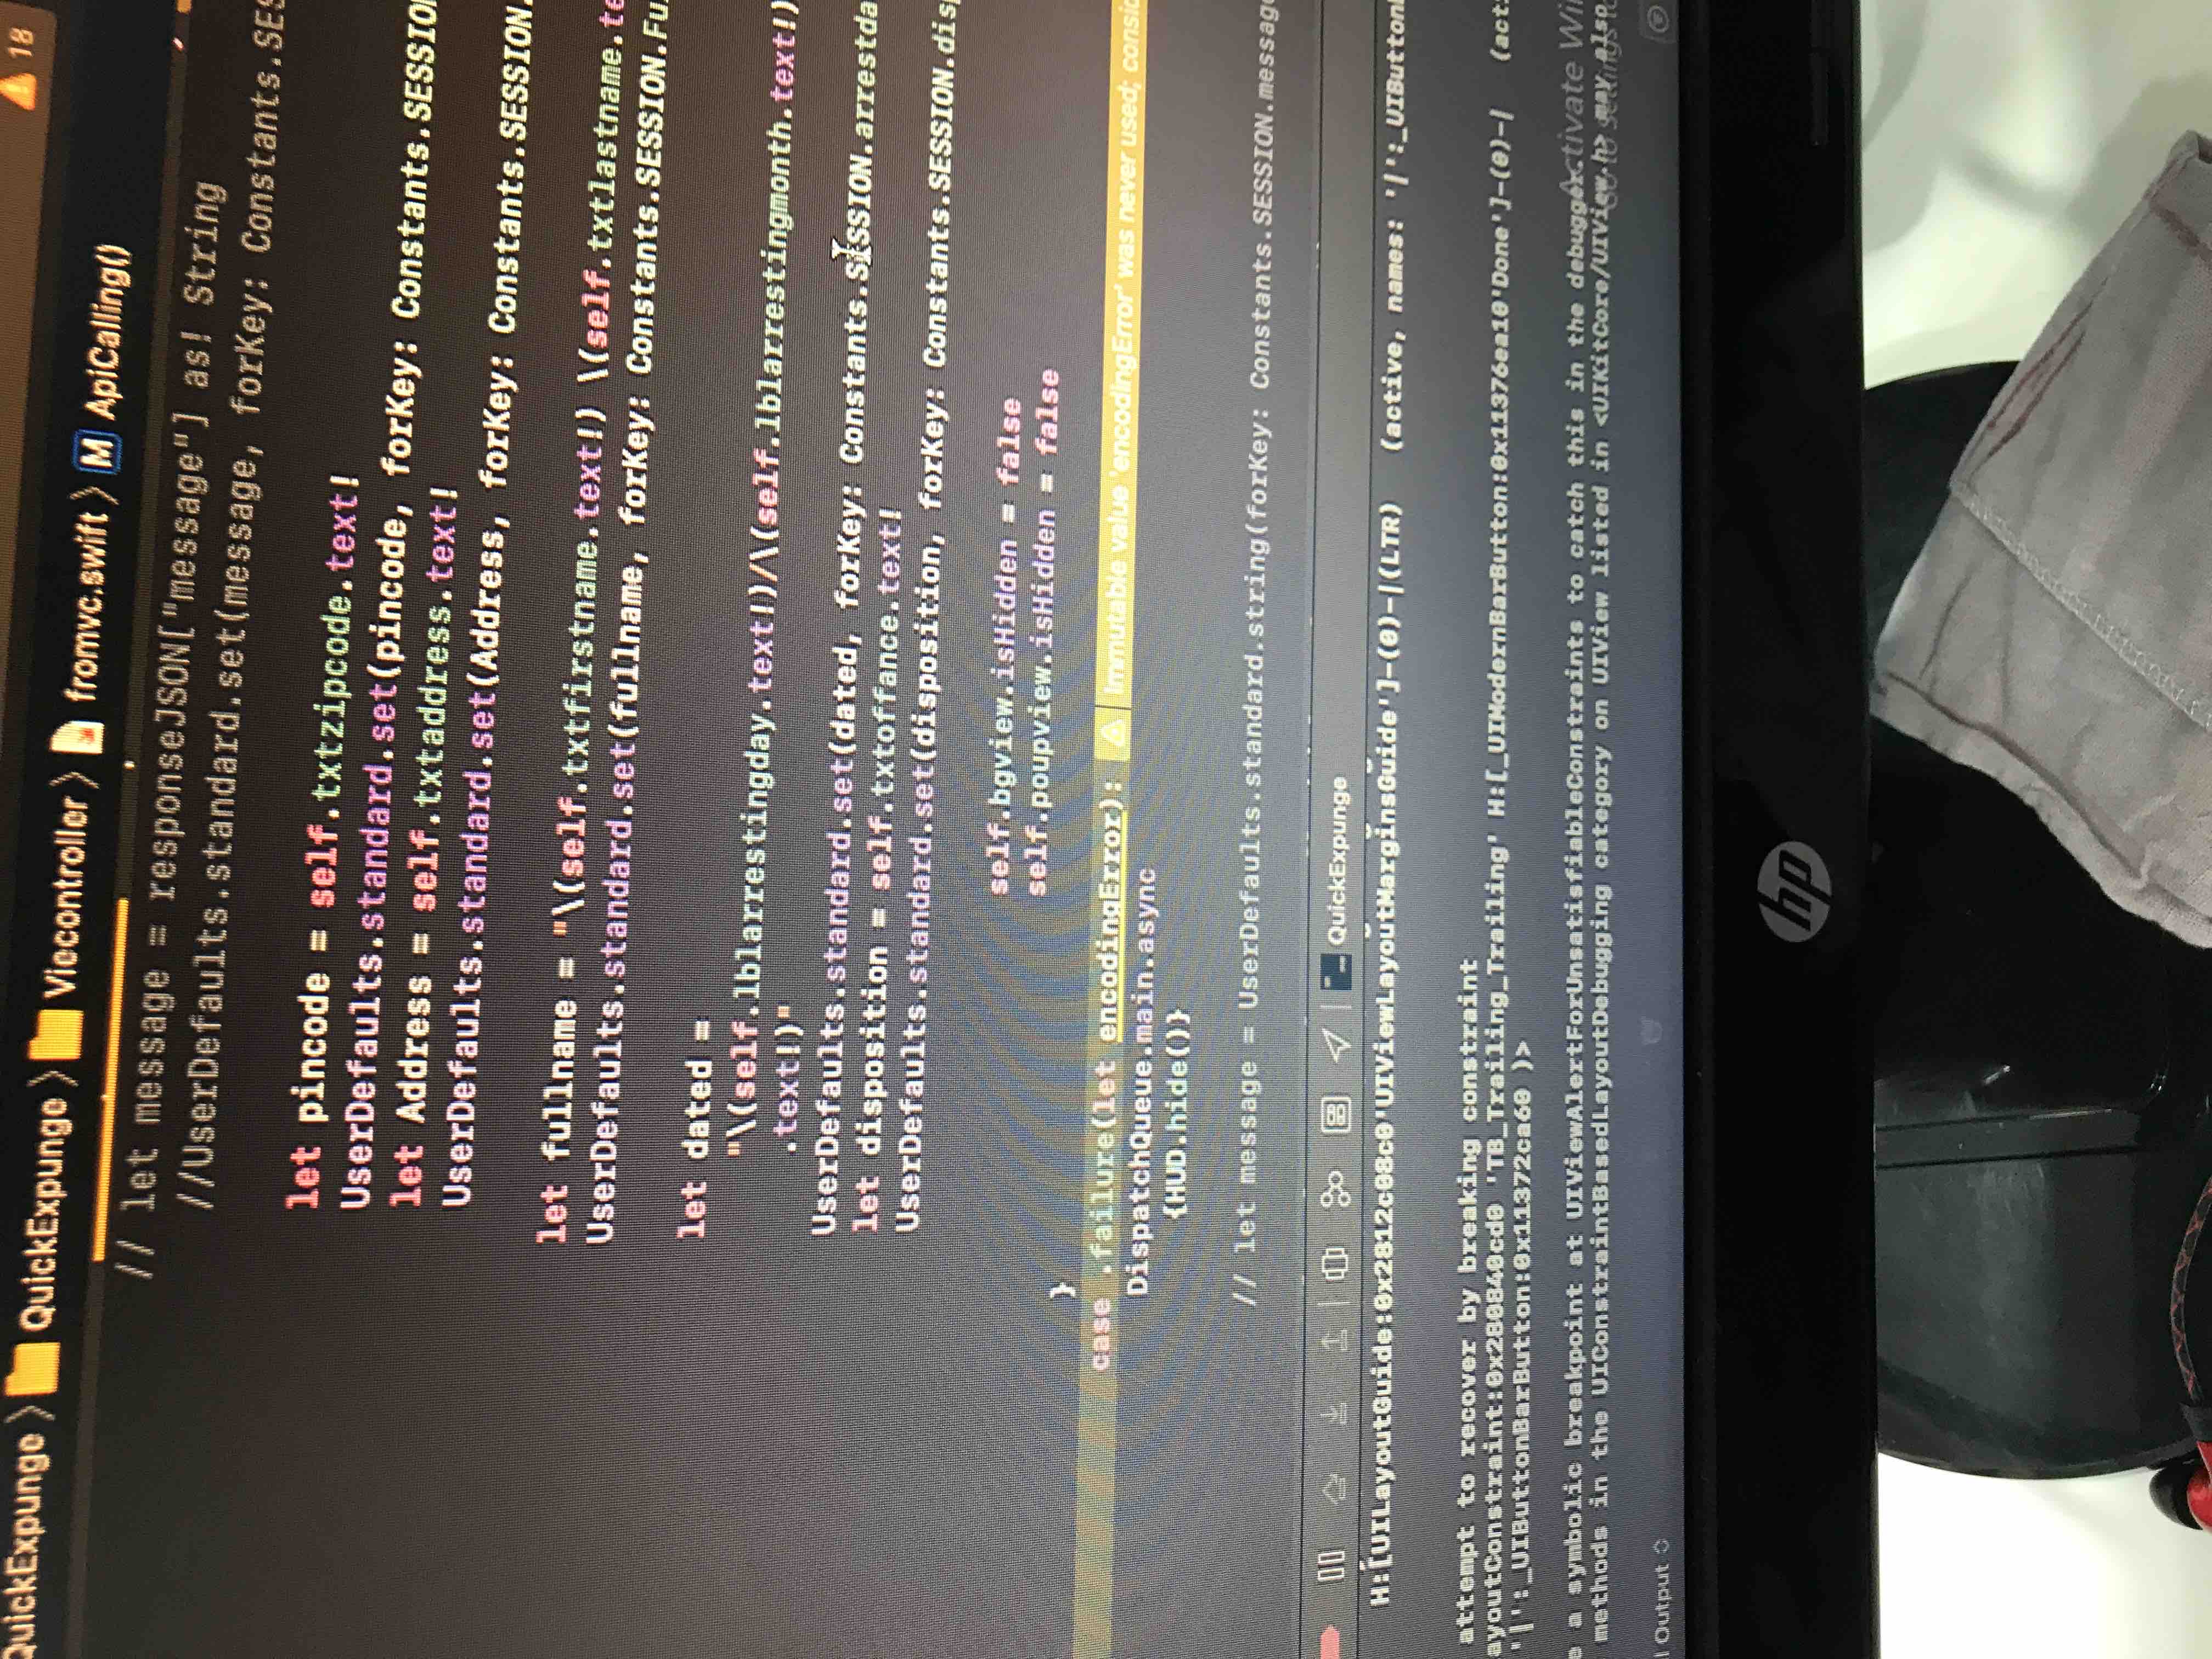 QuickExpunge 〉 QuickExpunge 〉 Viecontroller 〉 fromvc.swift 〉 M ApiCalling()
18
// let message = responseJSON["message"] as! String
//UserDefaults.standard.set(message, forKey: Constants.SES
let pincode = self.txtzipcode.text!
UserDefaults.standard.set(pincode, forKey: Constants.SESSIO
let Address = self.txtaddress.text!
UserDefaults.standard.set(Address, forKey: Constants.SESSION.
let fullname = "\(self.txtfirstname.text!) \(self.txtlastname.te
UserDefaults.standard.set(fullname, forKey: Constants.SESSION.Fu
let dated =
"\(self.lblarrestingday.text!)/\(self.lblarrestingmonth.text!)
.text!)"
UserDefaults.standard.set(dated, forKey: Constants.SESSION.arrestda
let disposition = self.txtoffance.text!
UserDefaults.standard.set(disposition, forKey: Constants.SESSION.disp
self.bgview.isHidden = false
self.poupview.isHidden = false
}
case .failure(let encodingError): Immutable value 'encodingError' was never used; consid
DispatchQueue.main.async
{HUD.hide()}
// let message = UserDefaults.standard.string(forKey: Constants.SESSION.message
QuickExpunge
H:[UILayoutGuide:0x2812c08c0'UIViewLayoutMarginsGuide']-(0)-|(LTR) (active, names: '|':_UIButton
attempt to recover by breaking constraint
ayoutConstraint:0x280840cd0 'TB_Trailing_Trailing' H:[_UIModernBarButton:0x11376ea10'Done']-(0)-| (act
'|':_UIButtonBarButton:0x11372ca60 )>
e a symbolic breakpoint at UIViewAlertForUnsatisfiableConstraints to catch this in the debugger.
methods in the UIConstraintBasedLayoutDebugging category on UIView listed in <UIKitCore/UIView.h> may also
Activate Wi
Go to Settings to
l Output
hp